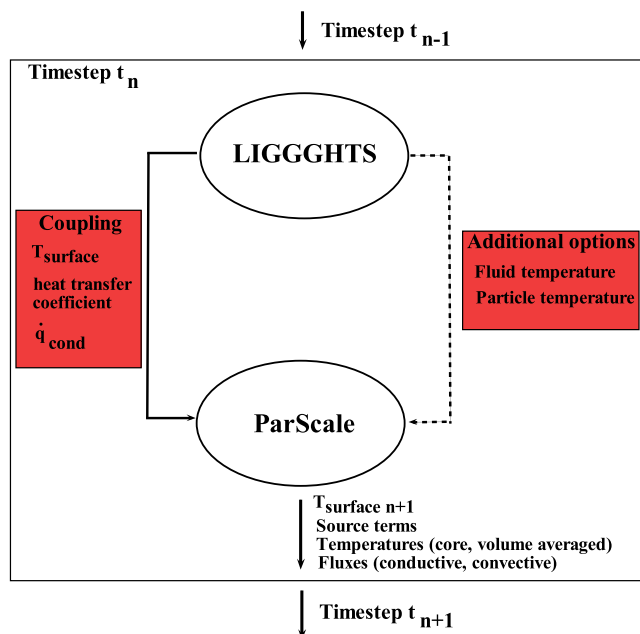 Timestep t n-1
Timestep t n
LIGGGHTS
Coupling
T surface
heat transfer
coefficient
q̇ cond
Additional options
Fluid temperature
Particle temperature
ParScale
T surface n+1
Source terms
Temperatures (core, volume averaged)
Fluxes (conductive, convective)
Timestep t n+1